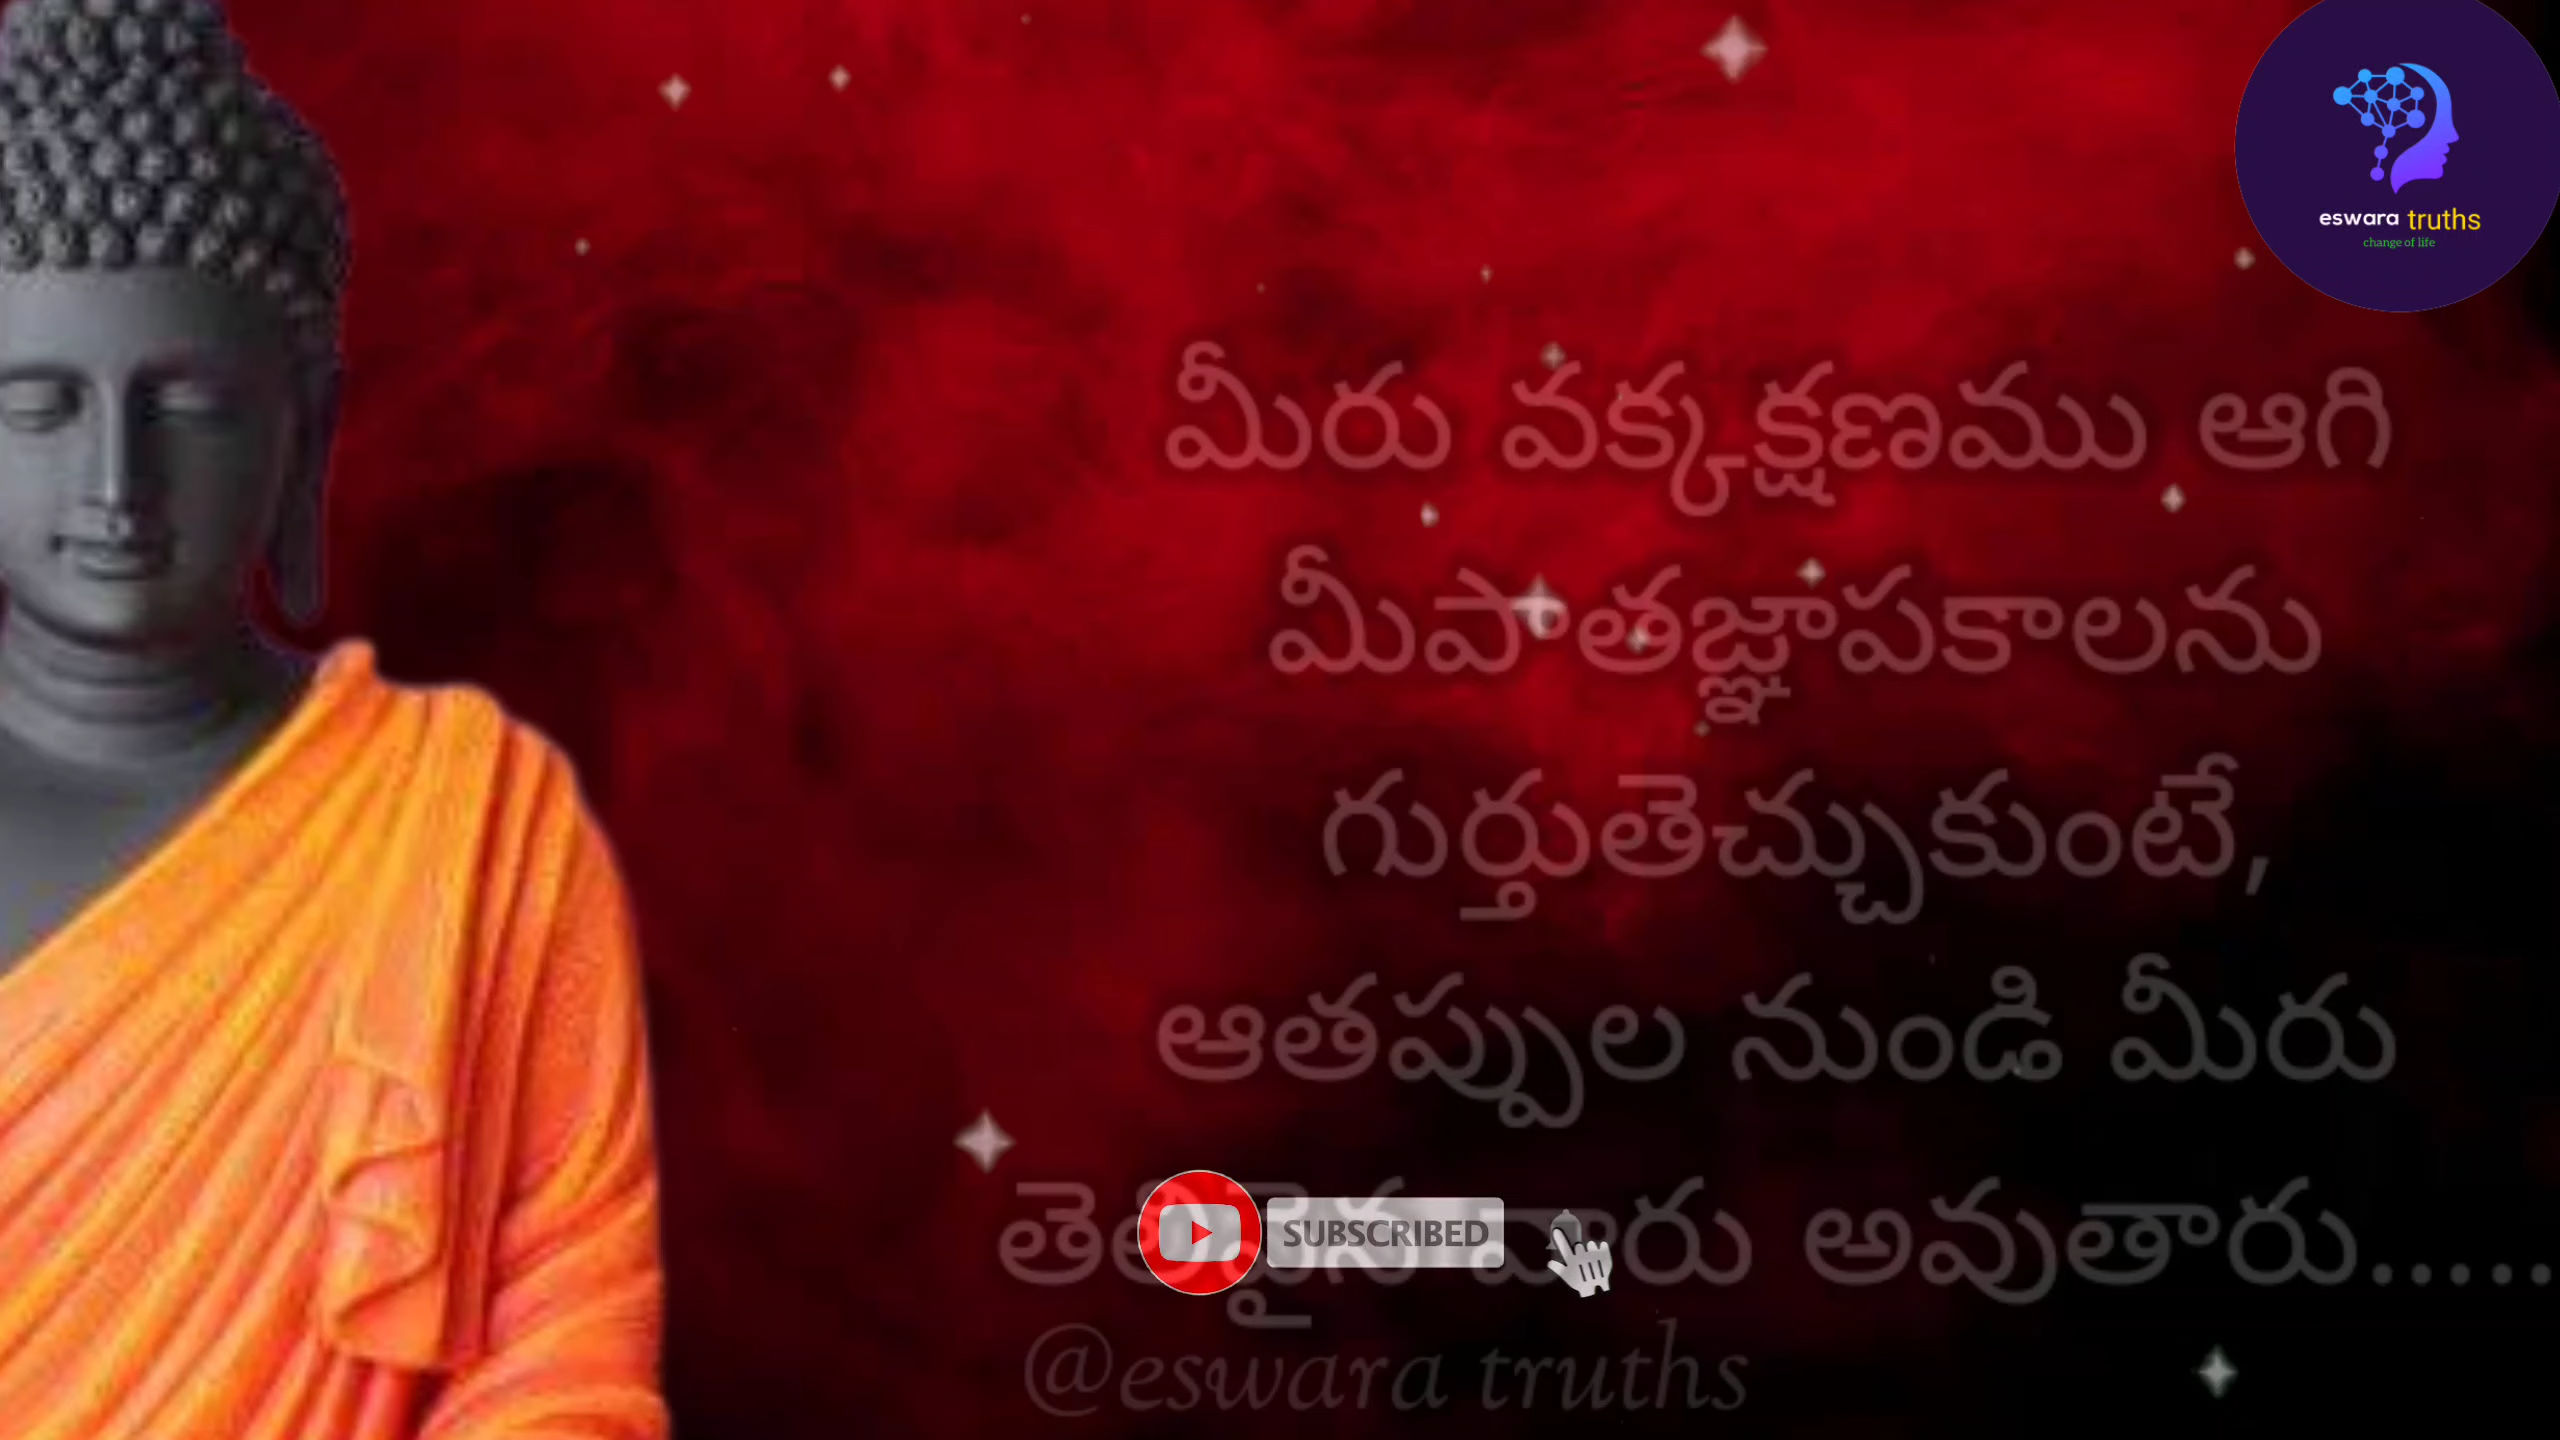 eswara truths
change of life
మీరు వక్కక్షణము ఆగి
మీపాతజ్ఞాపకాలను
గుర్తుతెచ్చుకుంటే,
ఆతప్పుల నుండి మీరు
తెలివైన వారు అవుతారు.....
SUBSCRIBED
@eswara truths